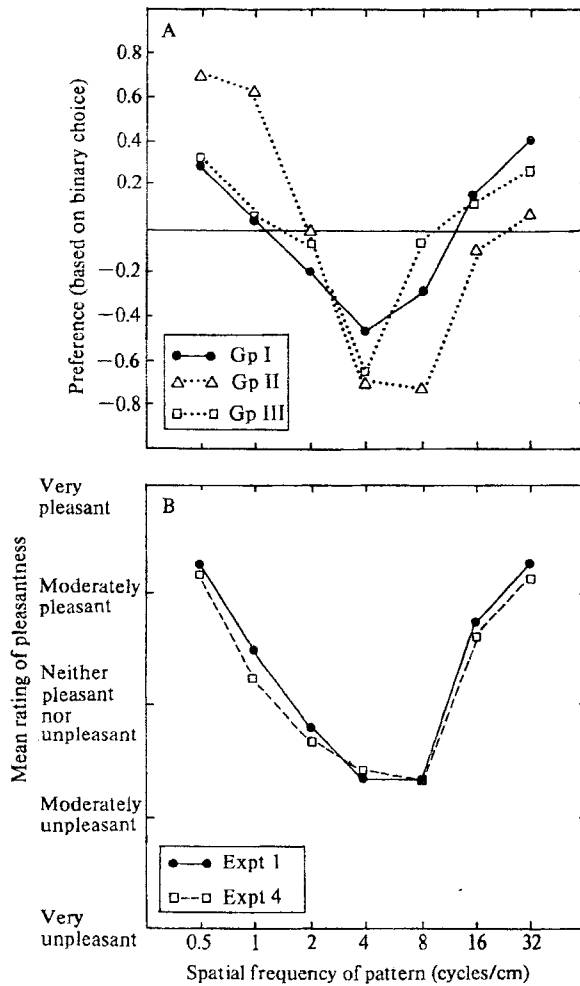 A
0.8
0.6
0.4
0.2
−0.2
−0.4
−0.6
−0.8
Preference (based on binary choice)
Gp I
Gp II
Gp III
B
Very
pleasant
Moderately
pleasant
Neither
pleasant
nor
unpleasant
Moderately
unpleasant
Very
unpleasant
Mean rating of pleasantness
Expt 1
Expt 4
0.5 1 2 4 8 16 32
Spatial frequency of pattern (cycles/cm)